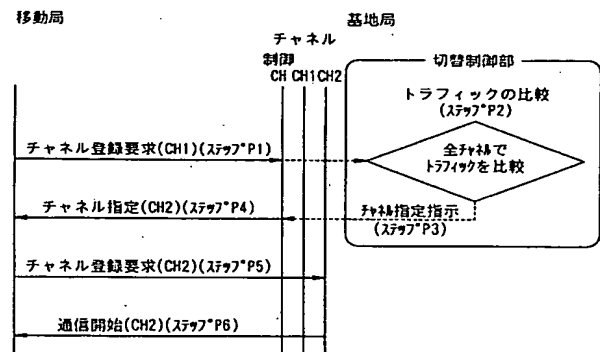 移動局
基地局
チャネル
制御
CH CH1 CH2
切替制御部
トラフィックの比較
(ステップP2)
全チャネルで
トラフィックを比較
チャネル登録要求(CH1)(ステップP1)
チャネル指定(CH2)(ステップP4)
チャネル指定指示
(ステップP3)
チャネル登録要求(CH2)(ステップP5)
通信開始(CH2)(ステップP6)